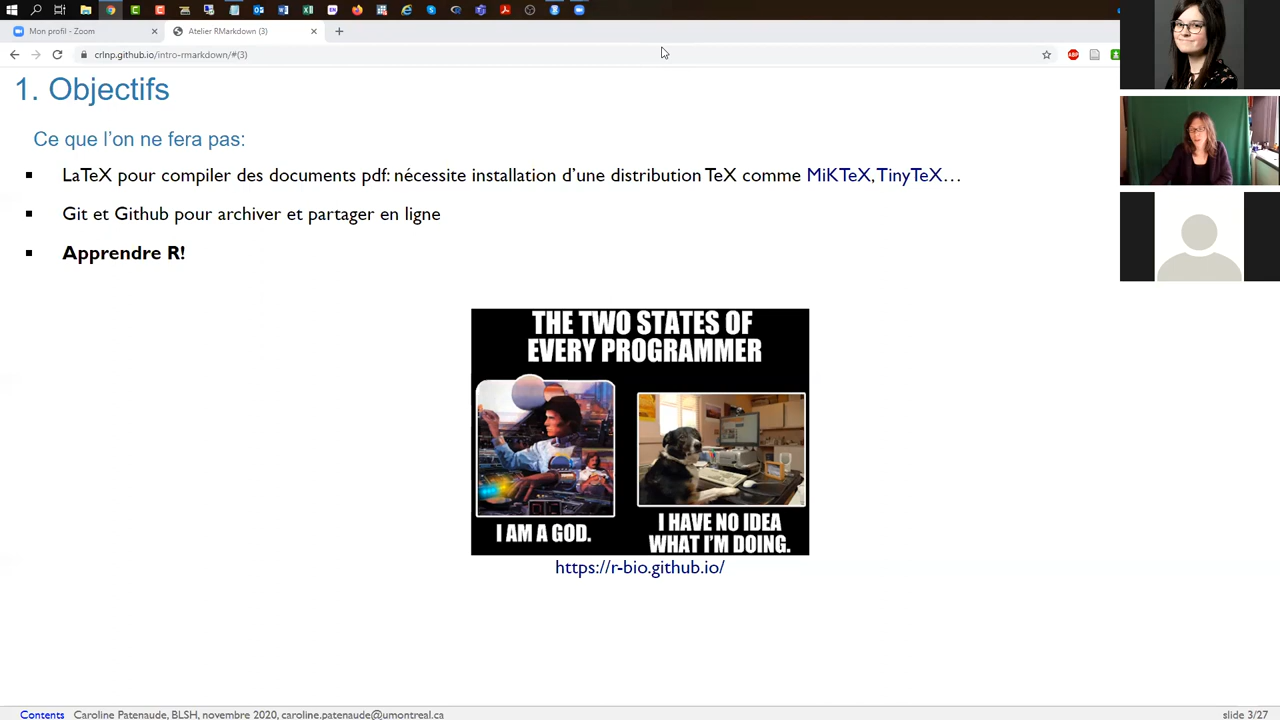 Mon profil - Zoom
Atelier RMarkdown (3)
crlnp.github.io/intro-rmarkdown/#(3)
1. Objectifs
Ce que l'on ne fera pas:
LaTeX pour compiler des documents pdf: nécessite installation d'une distribution TeX comme MiKTeX, TinyTeX…
Git et Github pour archiver et partager en ligne
Apprendre R!
THE TWO STATES OF
EVERY PROGRAMMER
I AM A GOD.
I HAVE NO IDEA
WHAT I'M DOING.
https://r-bio.github.io/
Contents Caroline Patenaude, BLSH, novembre 2020, caroline.patenaude@umontreal.ca
slide 3/27